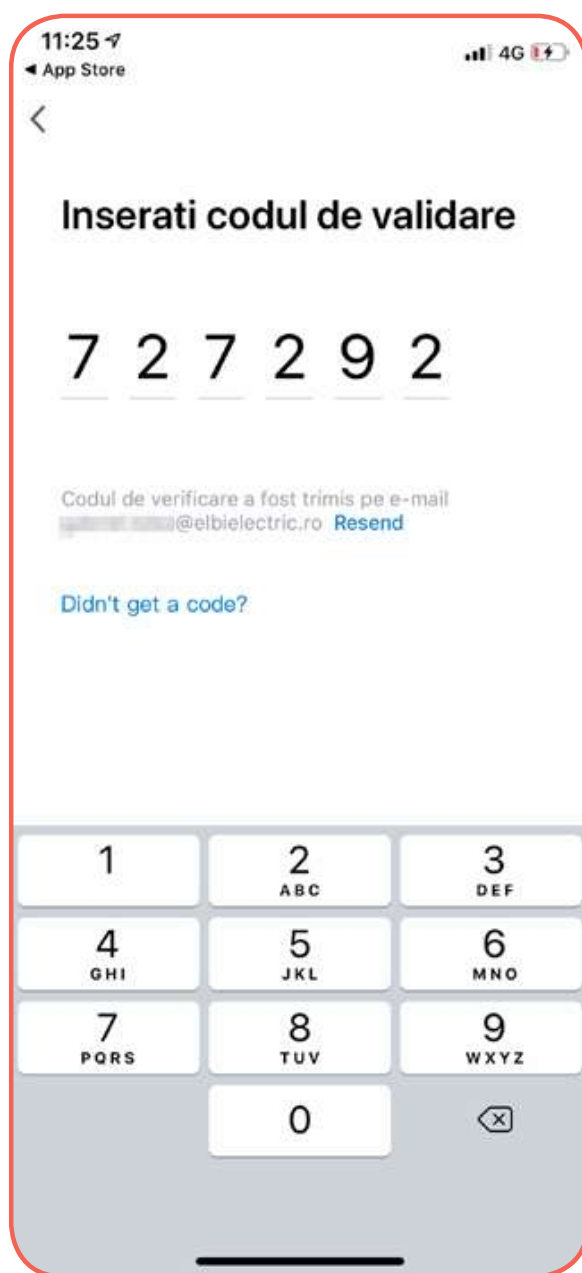 11:25
◀ App Store
4G
Inserati codul de validare
7 2 7 2 9 2
Codul de verificare a fost trimis pe e-mail
@elbielectric.ro Resend
Didn't get a code?
1 2 3
ABC DEF
4 5 6
GHI JKL MNO
7 8 9
PQRS TUV WXYZ
0